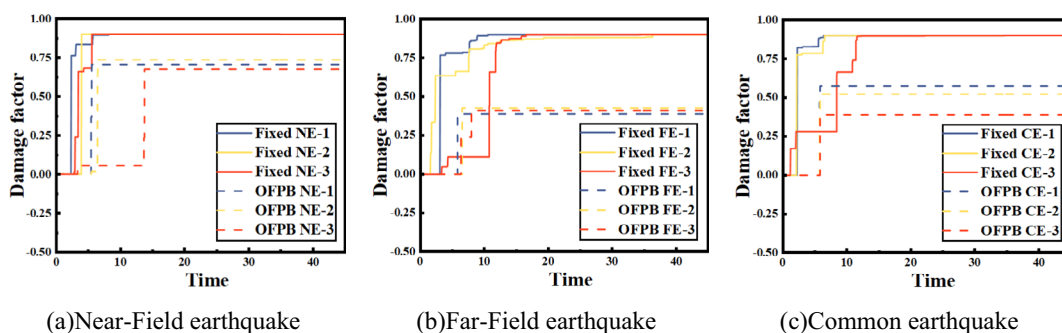 1.00
0.75
0.50
0.25
0.00
-0.25
-0.50
Damage factor
0 10 20 30 40
Time
Fixed NE-1
Fixed NE-2
Fixed NE-3
OFPB NE-1
OFPB NE-2
OFPB NE-3
(a)Near-Field earthquake
1.00
0.75
0.50
0.25
0.00
-0.25
-0.50
Damage factor
0 10 20 30 40
Time
Fixed FE-1
Fixed FE-2
Fixed FE-3
OFPB FE-1
OFPB FE-2
OFPB FE-3
(b)Far-Field earthquake
1.00
0.75
0.50
0.25
0.00
-0.25
-0.50
Damage factor
0 10 20 30 40
Time
Fixed CE-1
Fixed CE-2
Fixed CE-3
OFPB CE-1
OFPB CE-2
OFPB CE-3
(c)Common earthquake